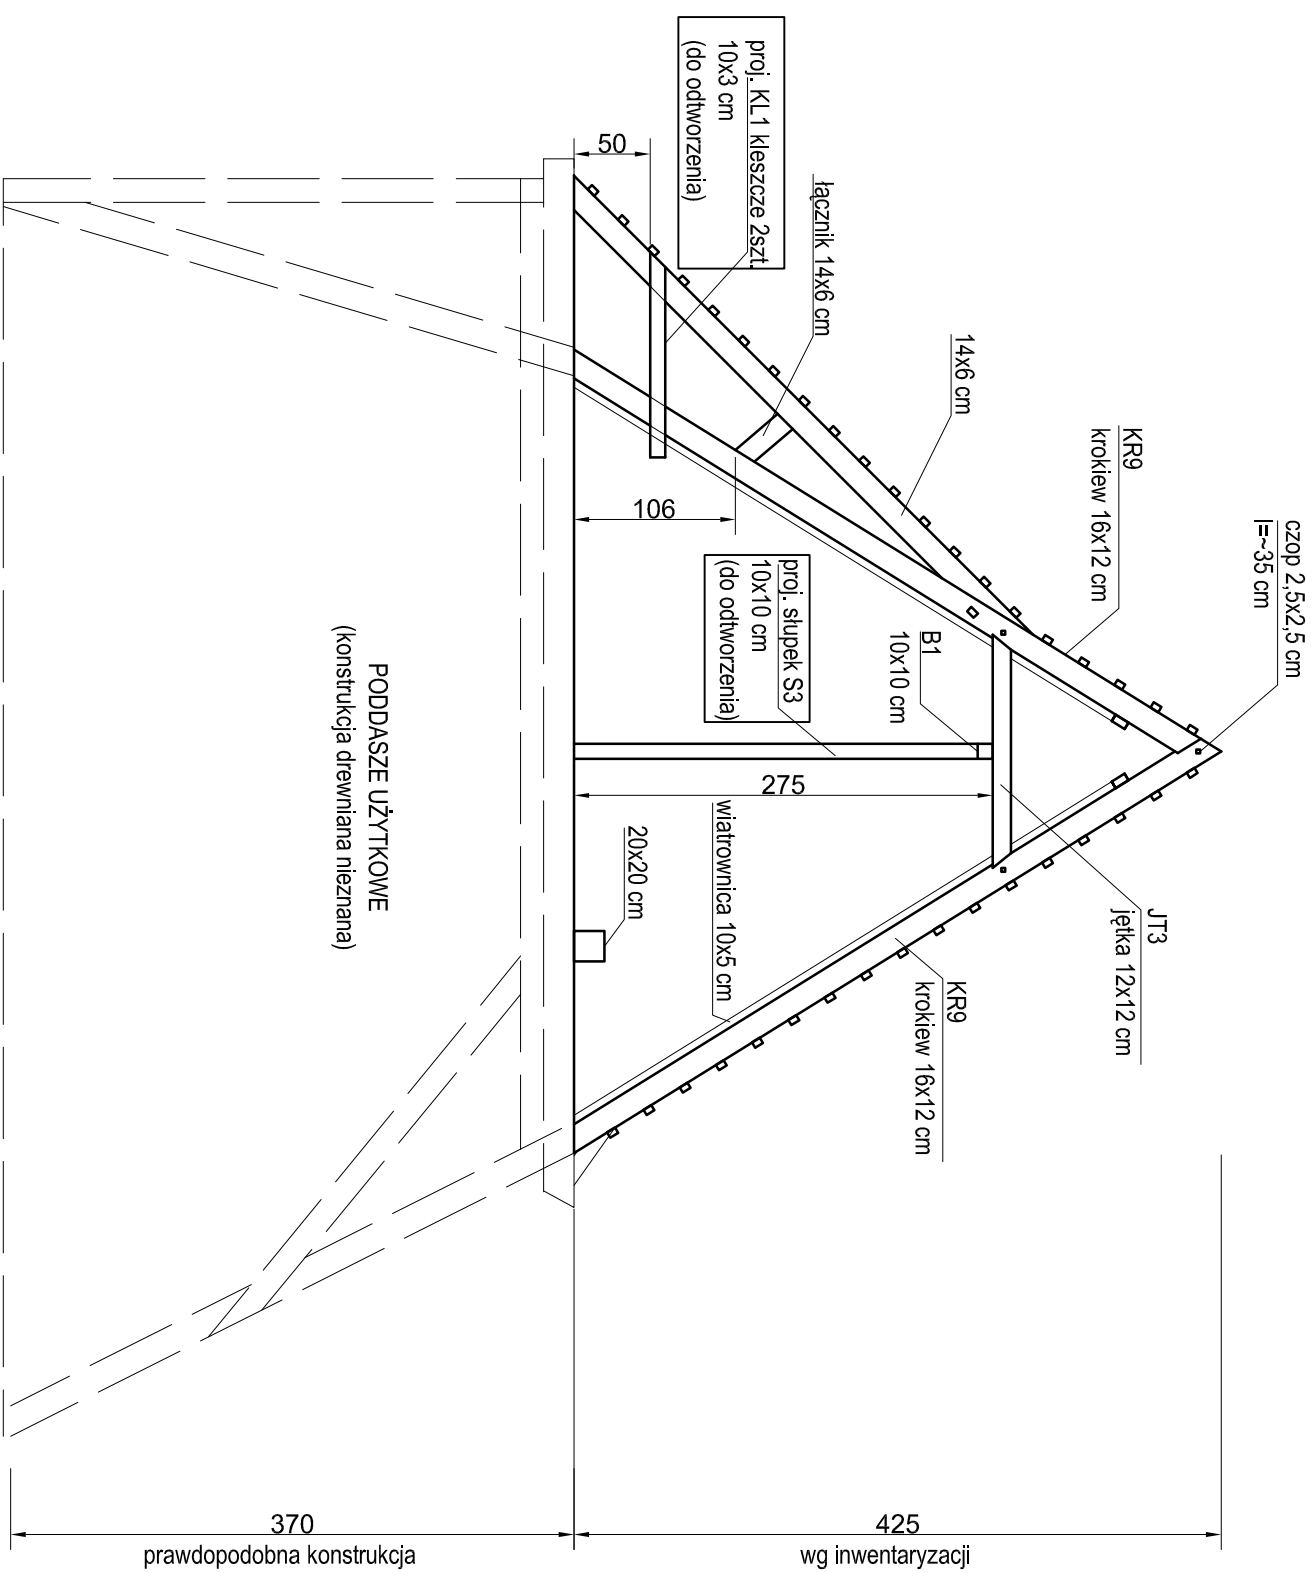 czop 2,5x2,5 cm
l=~35 cm
KR9
krokiew 16x12 cm
14x6 cm
łącznik 14x6 cm
proj. KL1 kleszcze 2szt.
10x3 cm
(do odtworzenia)
50
106
proj. słupek S3
10x10 cm
(do odtworzenia)
B1
10x10 cm
275
JT3
jętka 12x12 cm
KR9
krokiew 16x12 cm
wiatrownica 10x5 cm
20x20 cm
PODDASZE UŻYTKOWE
(konstrukcja drewniana nieznana)
425
wg inwentaryzacji
370
prawdopodobna konstrukcja